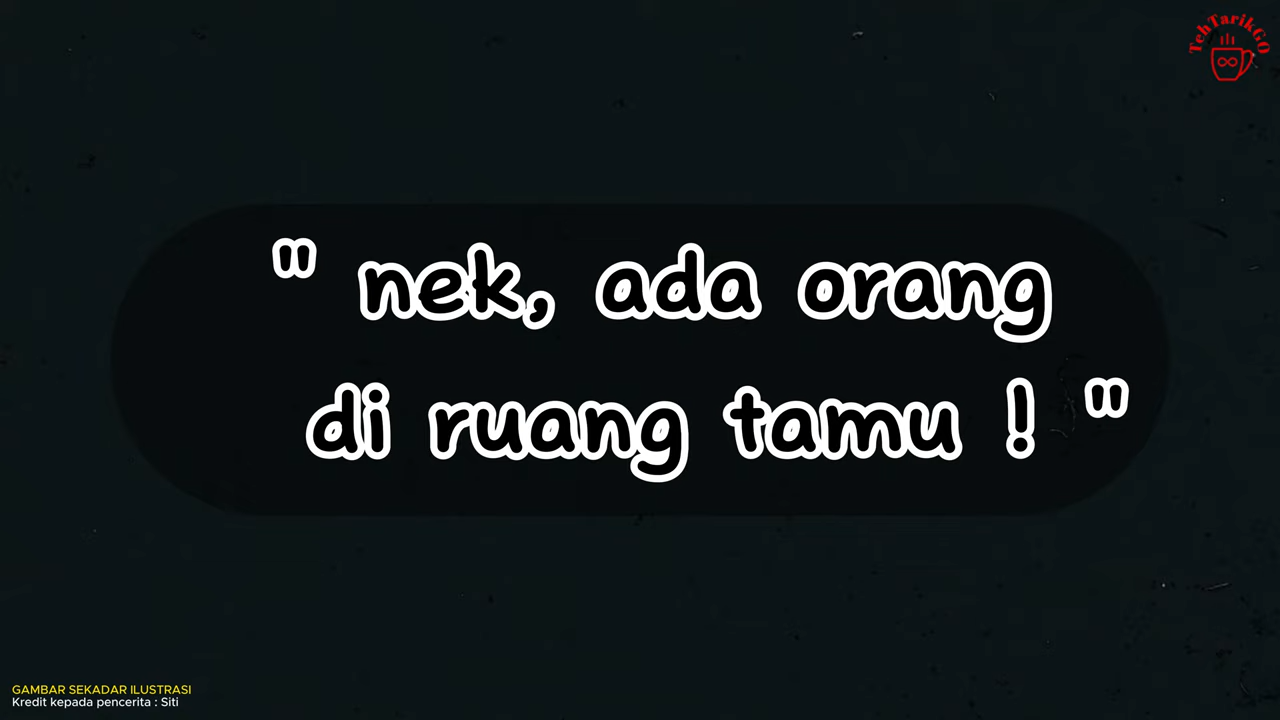 TehTarikGO
" nek, ada orang
di ruang tamu ! "
GAMBAR SEKADAR ILUSTRASI
Kredit kepada pencerita : Siti